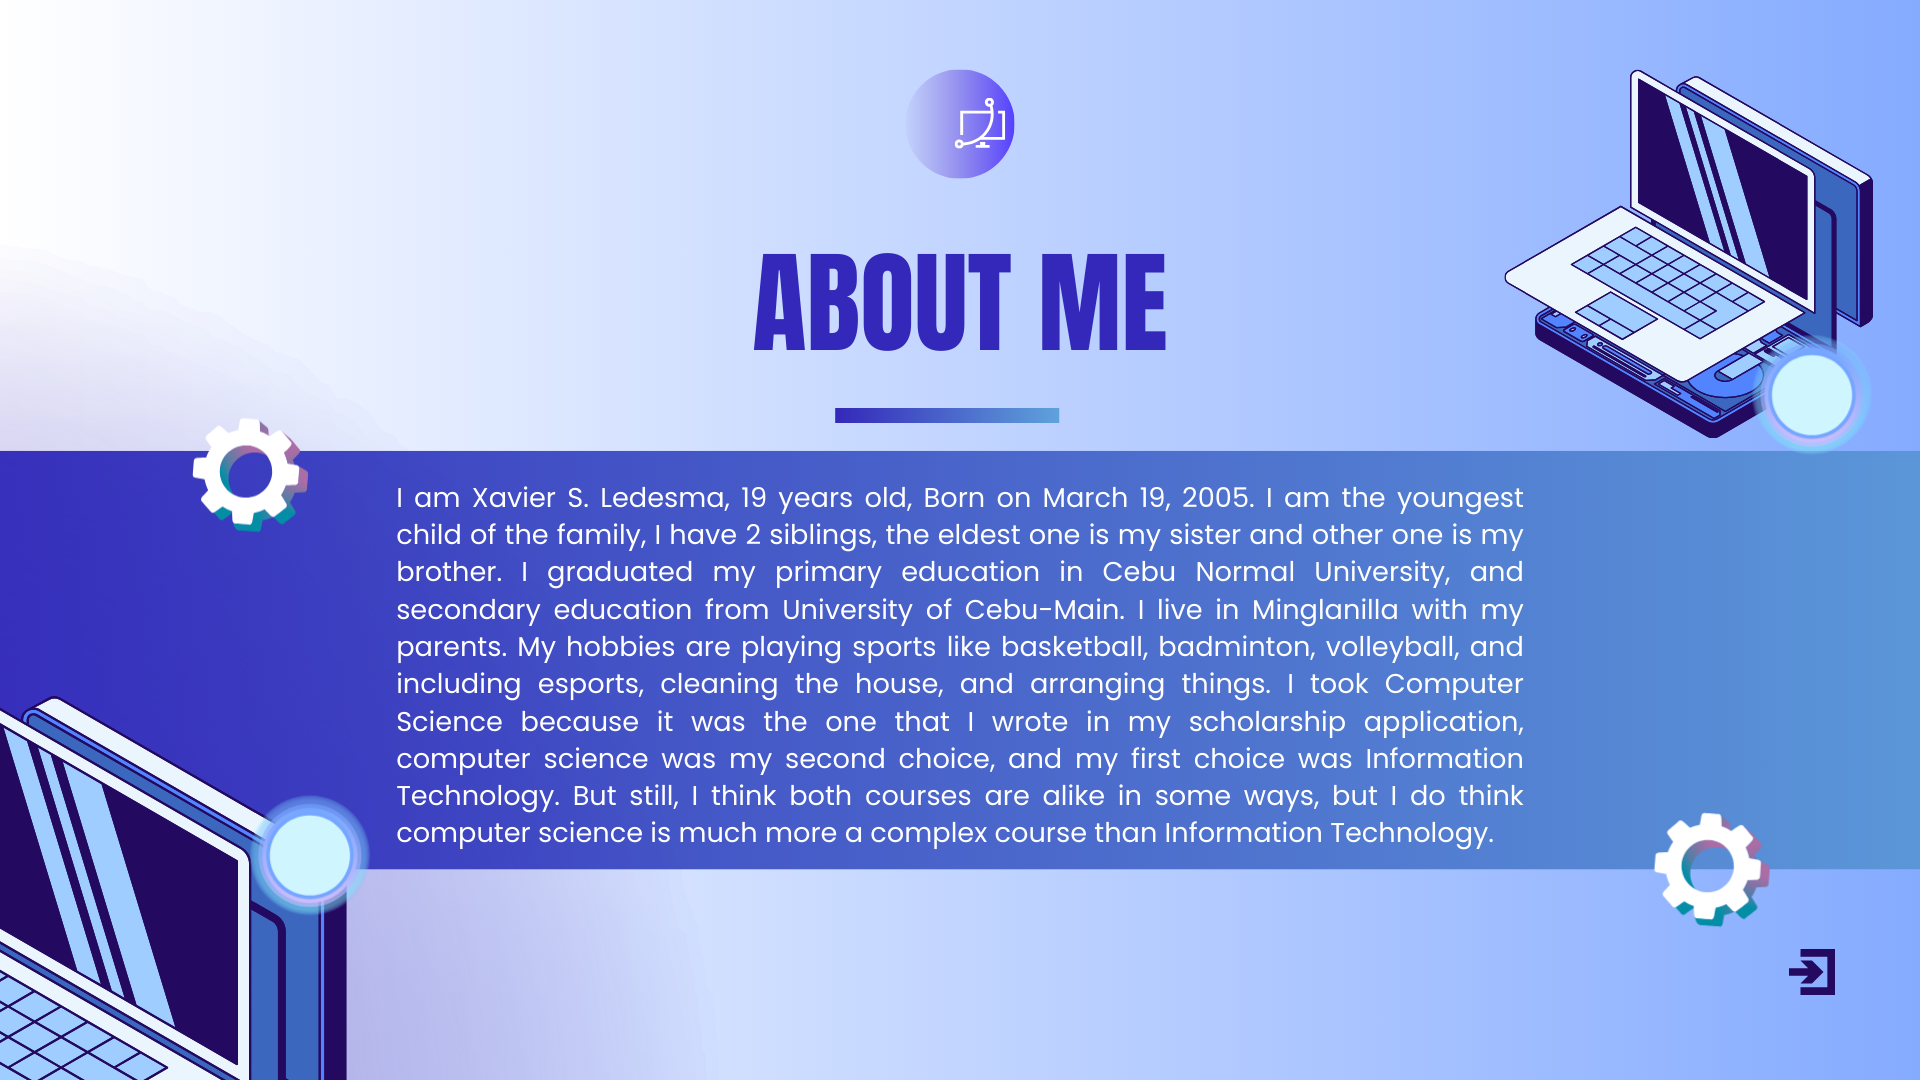 ABOUT ME
I am Xavier S. Ledesma, 19 years old, Born on March 19, 2005. I am the youngest
child of the family, I have 2 siblings, the eldest one is my sister and other one is my
brother. I graduated my primary education in Cebu Normal University, and
secondary education from University of Cebu-Main. I live in Minglanilla with my
parents. My hobbies are playing sports like basketball, badminton, volleyball, and
including esports, cleaning the house, and arranging things. I took Computer
Science because it was the one that I wrote in my scholarship application,
computer science was my second choice, and my first choice was Information
Technology. But still, I think both courses are alike in some ways, but I do think
computer science is much more a complex course than Information Technology.